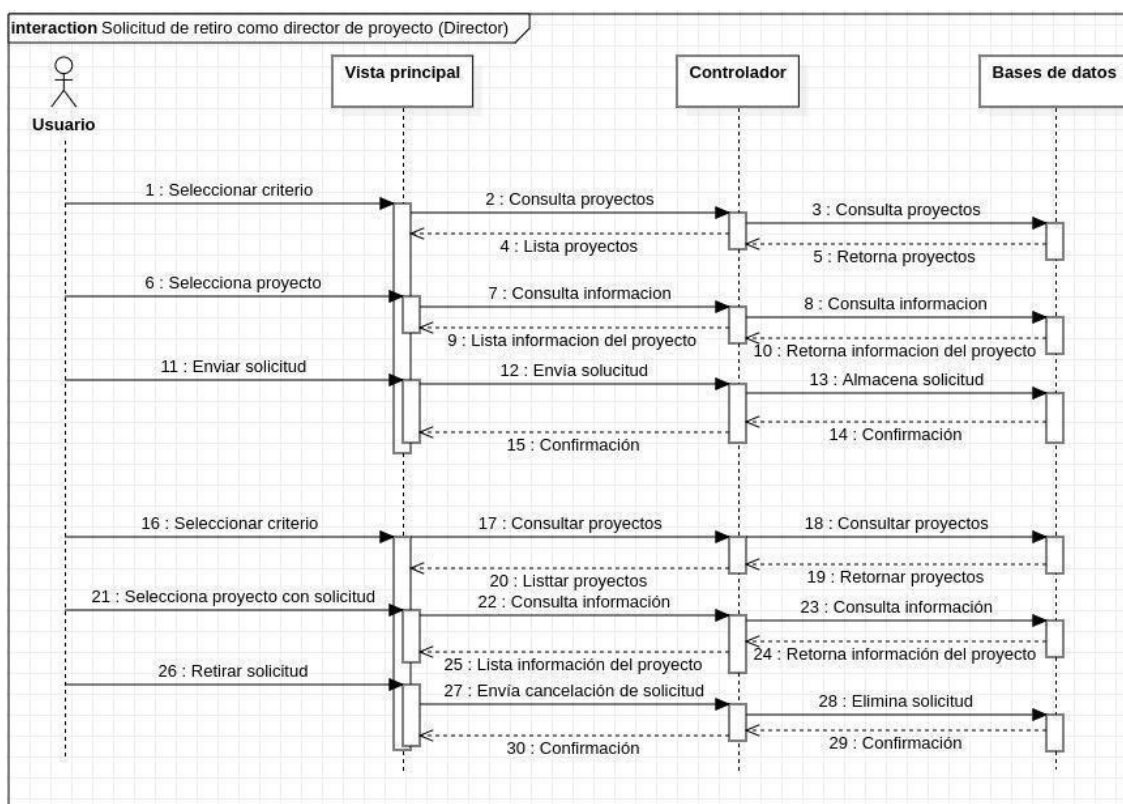 interaction Solicitud de retiro como director de proyecto (Director)
Usuario
Vista principal
Controlador
Bases de datos
1 : Seleccionar criterio
2 : Consulta proyectos
3 : Consulta proyectos
4 : Lista proyectos
5 : Retorna proyectos
6 : Selecciona proyecto
7 : Consulta informacion
8 : Consulta informacion
9 : Lista informacion del proyecto
10 : Retorna informacion del proyecto
11 : Enviar solicitud
12 : Envía solucitud
13 : Almacena solicitud
14 : Confirmación
15 : Confirmación
16 : Seleccionar criterio
17 : Consultar proyectos
18 : Consultar proyectos
19 : Retornar proyectos
20 : Listtar proyectos
21 : Selecciona proyecto con solicitud
22 : Consulta información
23 : Consulta información
24 : Retorna información del proyecto
25 : Lista información del proyecto
26 : Retirar solicitud
27 : Envía cancelación de solicitud
28 : Elimina solicitud
29 : Confirmación
30 : Confirmación